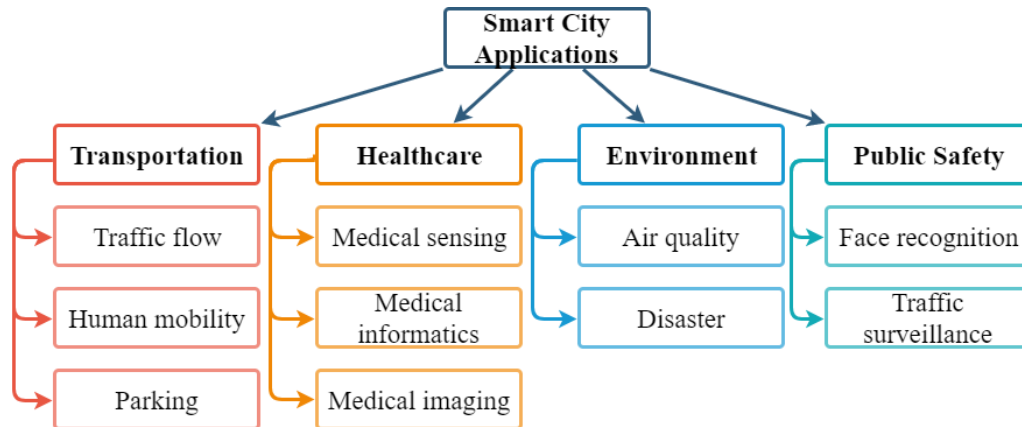 Smart City
Applications
Transportation
Healthcare
Environment
Public Safety
Traffic flow
Medical sensing
Air quality
Face recognition
Human mobility
Medical
informatics
Disaster
Traffic
surveillance
Parking
Medical imaging